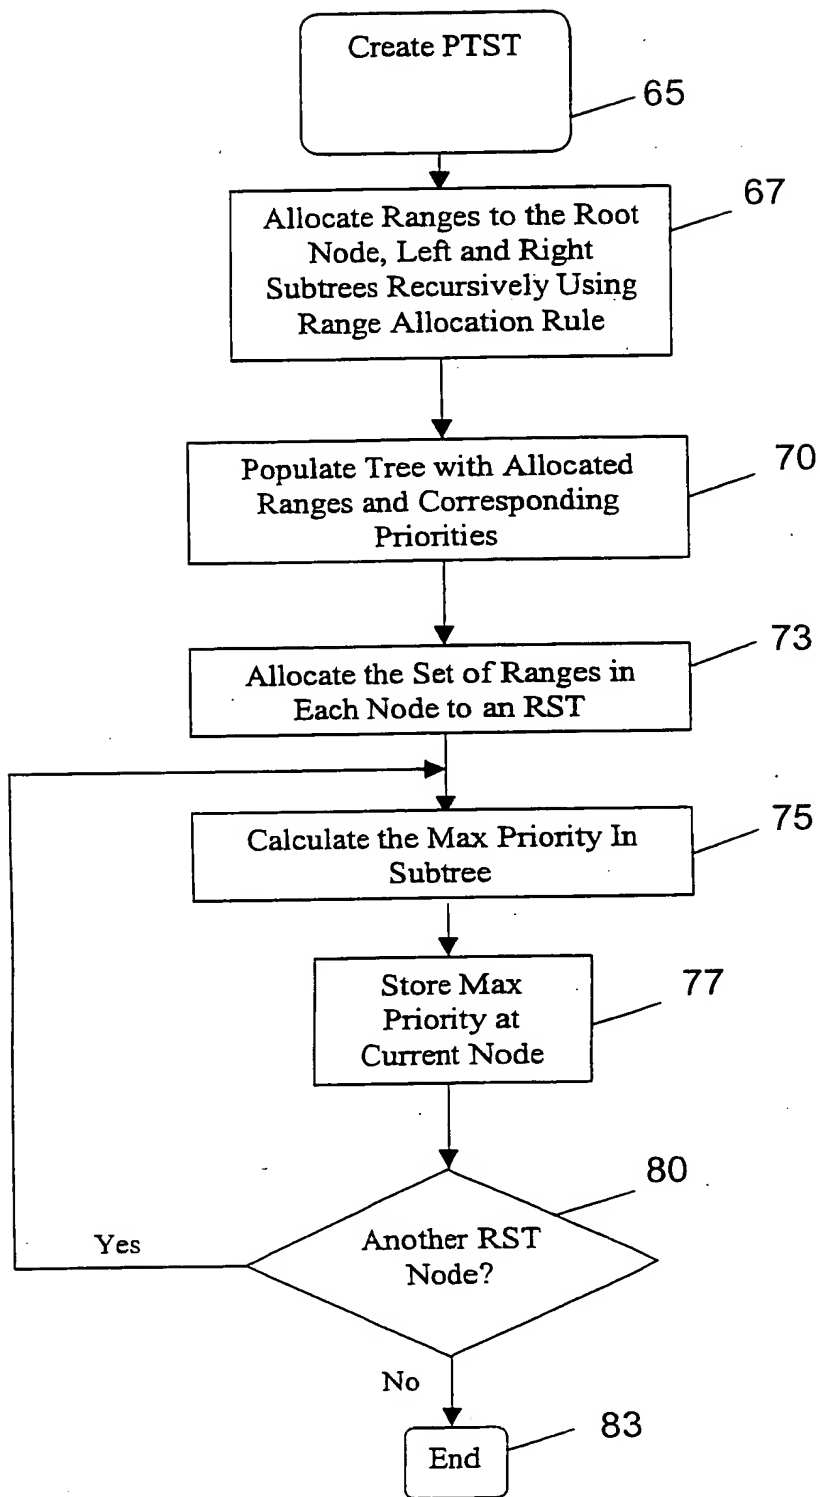 Create PTST
65
67
Allocate Ranges to the Root
Node, Left and Right
Subtrees Recursively Using
Range Allocation Rule
70
Populate Tree with Allocated
Ranges and Corresponding
Priorities
73
Allocate the Set of Ranges in
Each Node to an RST
75
Calculate the Max Priority In
Subtree
77
Store Max
Priority at
Current Node
80
Another RST
Node?
Yes
No
83
End